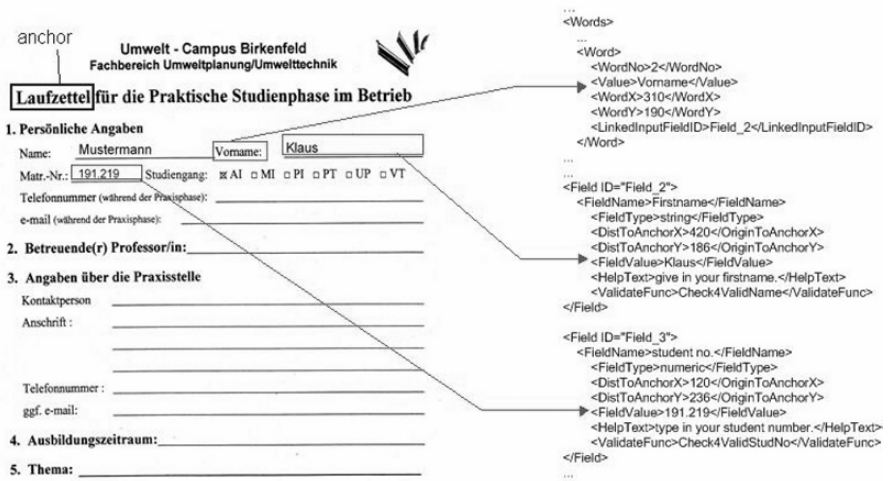 anchor
Umwelt - Campus Birkenfeld
Fachbereich Umweltplanung/Umwelttechnik
Laufzettel für die Praktische Studienphase im Betrieb
1. Persönliche Angaben
Name: Mustermann Vorname: Klaus
Matr.-Nr.: 191.219 Studiengang: ☒ AI □ MI □ PI □ PT □ UP □ VT
Telefonnummer (während der Praxisphase):
e-mail (während der Praxisphase):
2. Betreuende(r) Professor/in:
3. Angaben über die Praxisstelle
Kontaktperson
Anschrift :
Telefonnummer :
ggf. e-mail:
4. Ausbildungszeitraum:
5. Thema:
...
<Words>
...
<Word>
<WordNo>2</WordNo>
<Value>Vorname</Value>
<WordX>310</WordX>
<WordY>190</WordY>
<LinkedInputFieldID>Field_2</LinkedInputFieldID>
</Word>
...
...
<Field ID="Field_2">
<FieldName>Firstname</FieldName>
<FieldType>string</FieldType>
<DistToAnchorX>420</OriginToAnchorX>
<DistToAnchorY>186</OriginToAnchorY>
<FieldValue>Klaus</FieldValue>
<HelpText>give in your firstname.</HelpText>
<ValidateFunc>Check4ValidName</ValidateFunc>
</Field>
<Field ID="Field_3">
<FieldName>student no.</FieldName>
<FieldType>numeric</FieldType>
<DistToAnchorX>120</OriginToAnchorX>
<DistToAnchorY>236</OriginToAnchorY>
<FieldValue>191.219</FieldValue>
<HelpText>type in your student number.</HelpText>
<ValidateFunc>Check4ValidStudNo</ValidateFunc>
</Field>
...